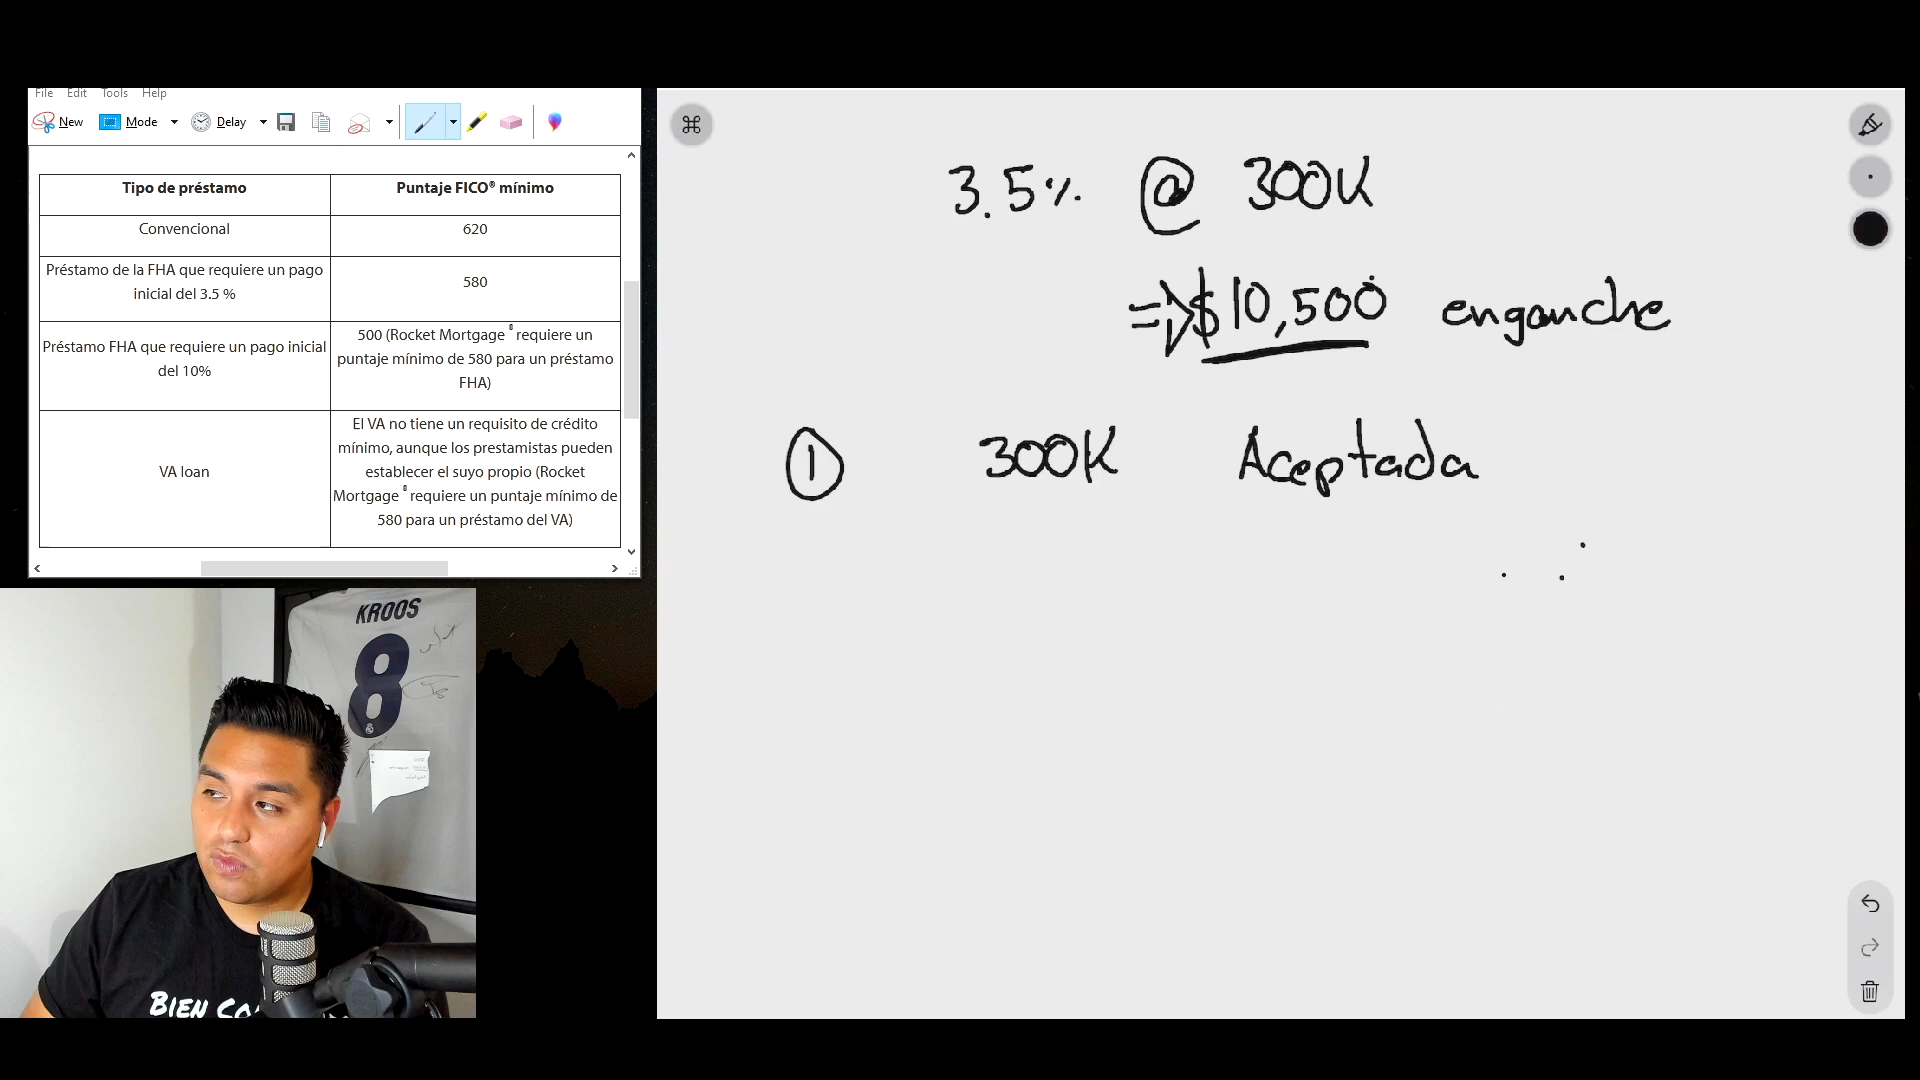 File Edit Tools Help
New Mode Delay
Tipo de préstamo Puntaje FICO® mínimo
Convencional 620
Préstamo de la FHA que requiere un pago
inicial del 3.5 %
580
Préstamo FHA que requiere un pago inicial
del 10%
500 (Rocket Mortgage® requiere un
puntaje mínimo de 580 para un préstamo
FHA)
VA loan
El VA no tiene un requisito de crédito
mínimo, aunque los prestamistas pueden
establecer el suyo propio (Rocket
Mortgage® requiere un puntaje mínimo de
580 para un préstamo del VA)
3.5% @ 300K
=> $10,500 enganche
1 300K Aceptada
KROOS
8
BIEN